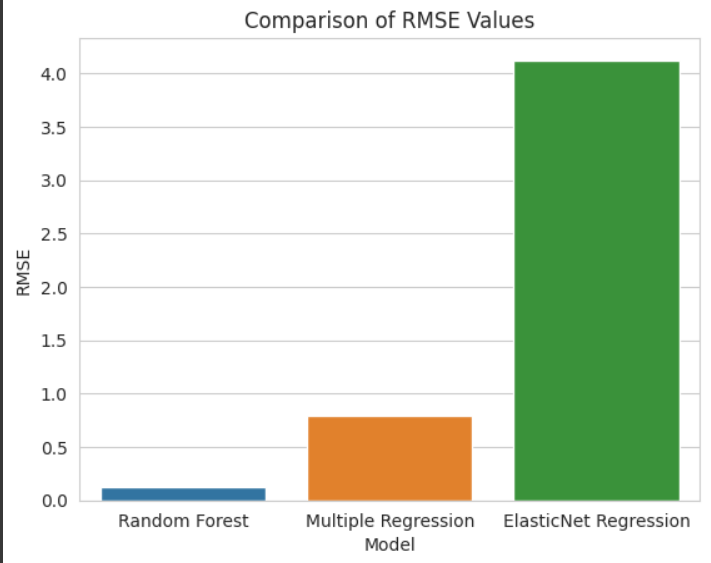 Comparison of RMSE Values
4.0
3.5
3.0
2.5
2.0
1.5
1.0
0.5
0.0
RMSE
Random Forest Multiple Regression ElasticNet Regression
Model